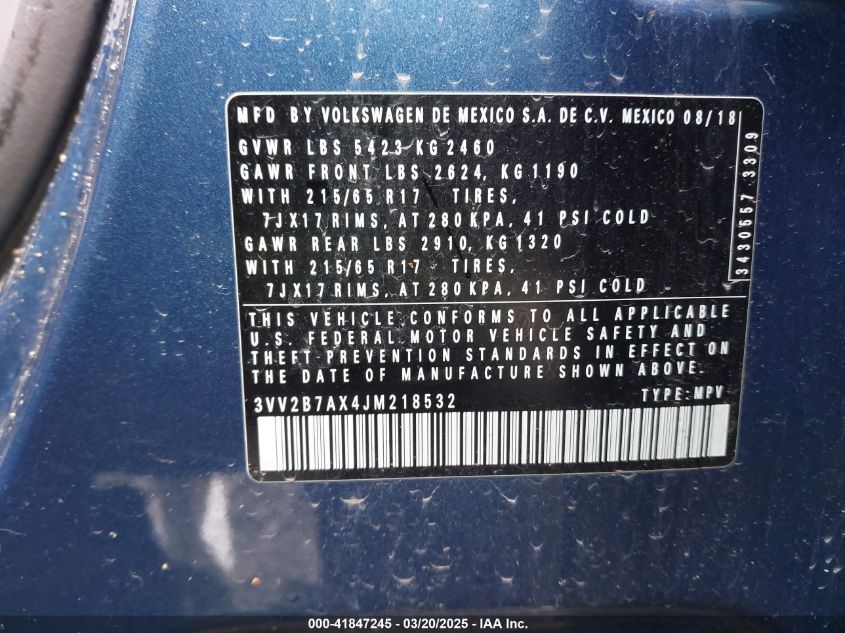 MFD BY VOLKSWAGEN DE MEXICO S.A. DE C.V. MEXICO 08/18
GVWR LBS 5423 KG 2460
GAWR FRONT LBS 2624, KG 1190
WITH 215/65 R17 TIRES,
7JX17 RIMS, AT 280 KPA, 41 PSI COLD
GAWR REAR LBS 2910, KG 1320
WITH 215/65 R17 TIRES,
7JX17 RIMS, AT 280 KPA, 41 PSI COLD
3430557 3309
THIS VEHICLE CONFORMS TO ALL APPLICABLE
U.S. FEDERAL MOTOR VEHICLE SAFETY AND
THEFT PREVENTION STANDARDS IN EFFECT ON
THE DATE OF MANUFACTURE SHOWN ABOVE.
3VV2B7AX4JM218532 TYPE: MPV
000-41847245 - 03/20/2025 - IAA Inc.